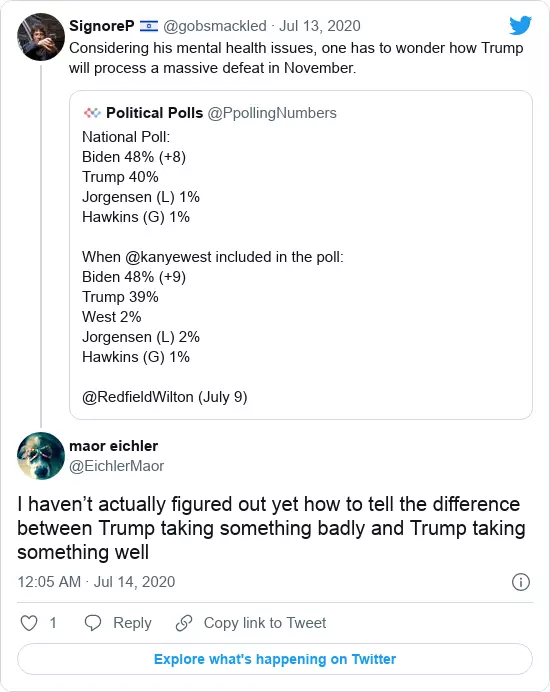 SignoreP 🇮🇱 @gobsmackled · Jul 13, 2020
Considering his mental health issues, one has to wonder how Trump
will process a massive defeat in November.
Political Polls @PpollingNumbers
National Poll:
Biden 48% (+8)
Trump 40%
Jorgensen (L) 1%
Hawkins (G) 1%
When @kanyewest included in the poll:
Biden 48% (+9)
Trump 39%
West 2%
Jorgensen (L) 2%
Hawkins (G) 1%
@RedfieldWilton (July 9)
maor eichler
@EichlerMaor
I haven’t actually figured out yet how to tell the difference
between Trump taking something badly and Trump taking
something well
12:05 AM · Jul 14, 2020
1 Reply Copy link to Tweet
Explore what's happening on Twitter